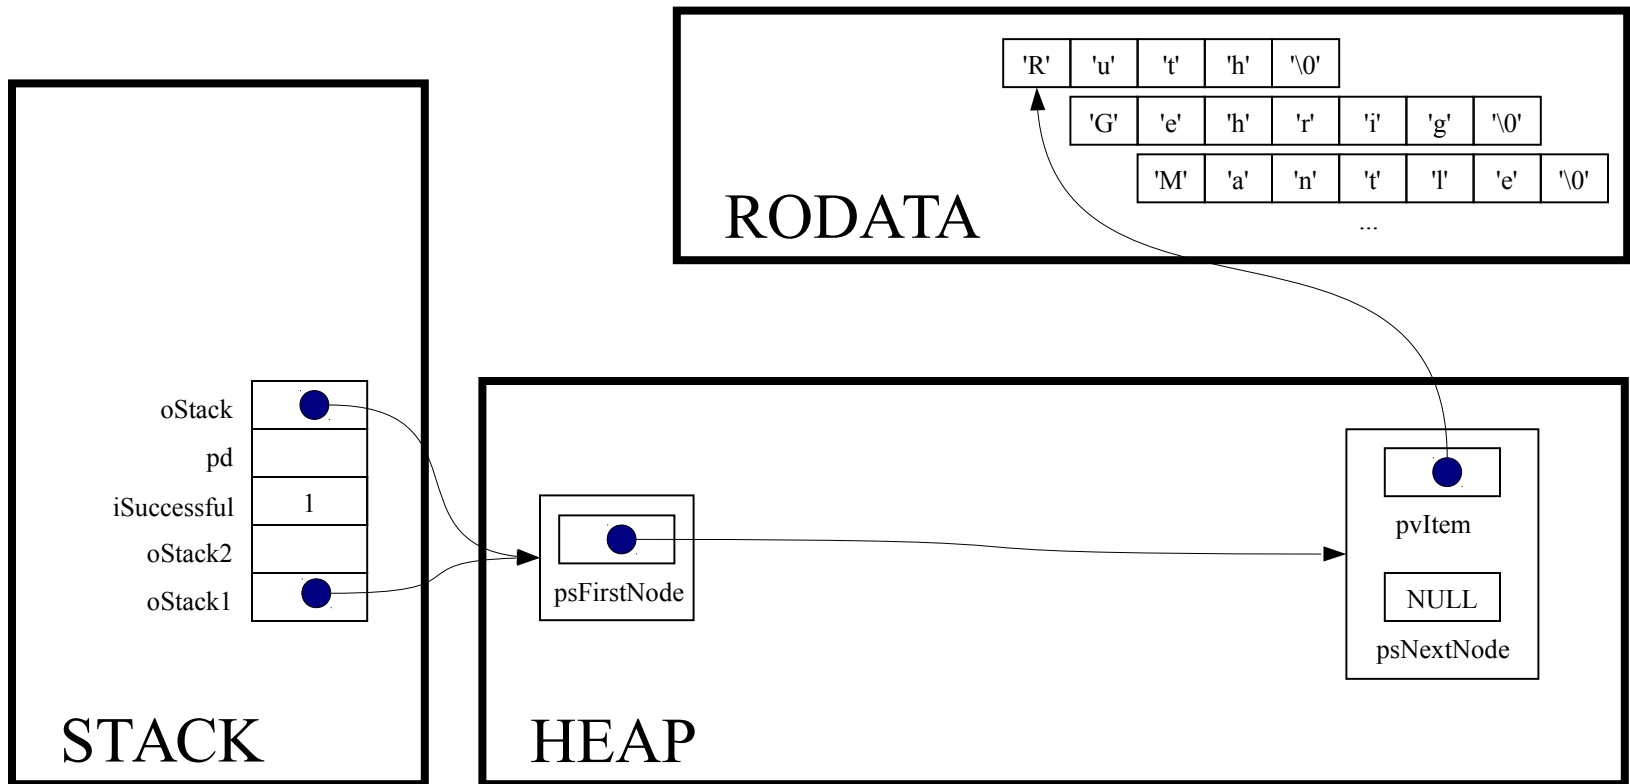 'R' 'u' 't' 'h' '\0'
'G' 'e' 'h' 'r' 'i' 'g' '\0'
'M' 'a' 'n' 't' 'l' 'e' '\0'
...
RODATA
oStack
pd
iSuccessful 1
oStack2
oStack1
STACK
psFirstNode
pvItem
NULL
psNextNode
HEAP